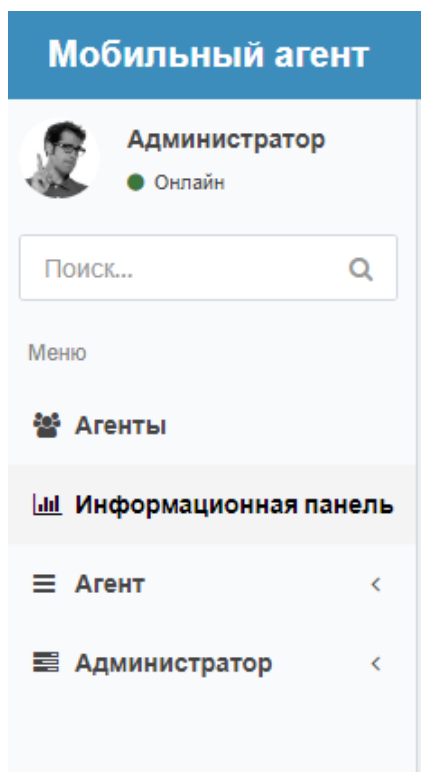 Мобильный агент
Администратор
Онлайн
Поиск...
Меню
Агенты
Информационная панель
Агент
Администратор